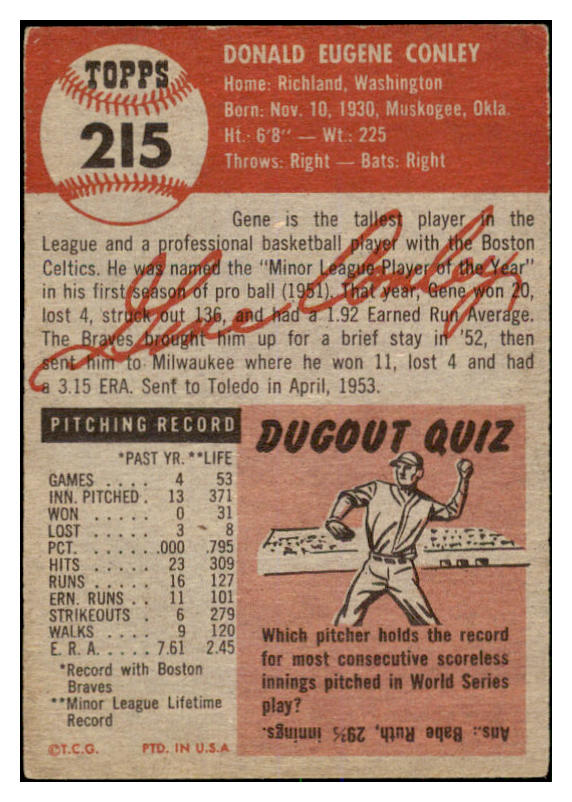 TOPPS
215
DONALD EUGENE CONLEY
Home: Richland, Washington
Born: Nov. 10, 1930, Muskogee, Okla.
Ht.: 6'8" — Wt.: 225
Throws: Right — Bats: Right
Gene is the tallest player in the
League and a professional basketball player with the Boston
Celtics. He was named the "Minor League Player of the Year"
in his first season of pro ball (1951). That year, Gene won 20,
lost 4, struck out 136, and had a 1.92 Earned Run Average.
The Braves brought him up for a brief stay in '52, then
sent him to Milwaukee where he won 11, lost 4 and had
a 3.15 ERA. Sent to Toledo in April, 1953.
Gene Conley
PITCHING RECORD
*PAST YR. **LIFE
GAMES . . . . 4 53
INN. PITCHED . 13 371
WON . . . . . 0 31
LOST . . . . . 3 8
PCT. . . . . . .000 .795
HITS . . . . . 23 309
RUNS . . . . . 16 127
ERN. RUNS . . 11 101
STRIKEOUTS . 6 279
WALKS . . . . 9 120
E. R. A. . . . . 7.61 2.45
*Record with Boston
Braves
**Minor League Lifetime
Record
©T.C.G. PTD. IN U.S.A
DUGOUT QUIZ
Which pitcher holds the record
for most consecutive scoreless
innings pitched in World Series
play?
Ans.: Babe Ruth, 29⅔ innings.